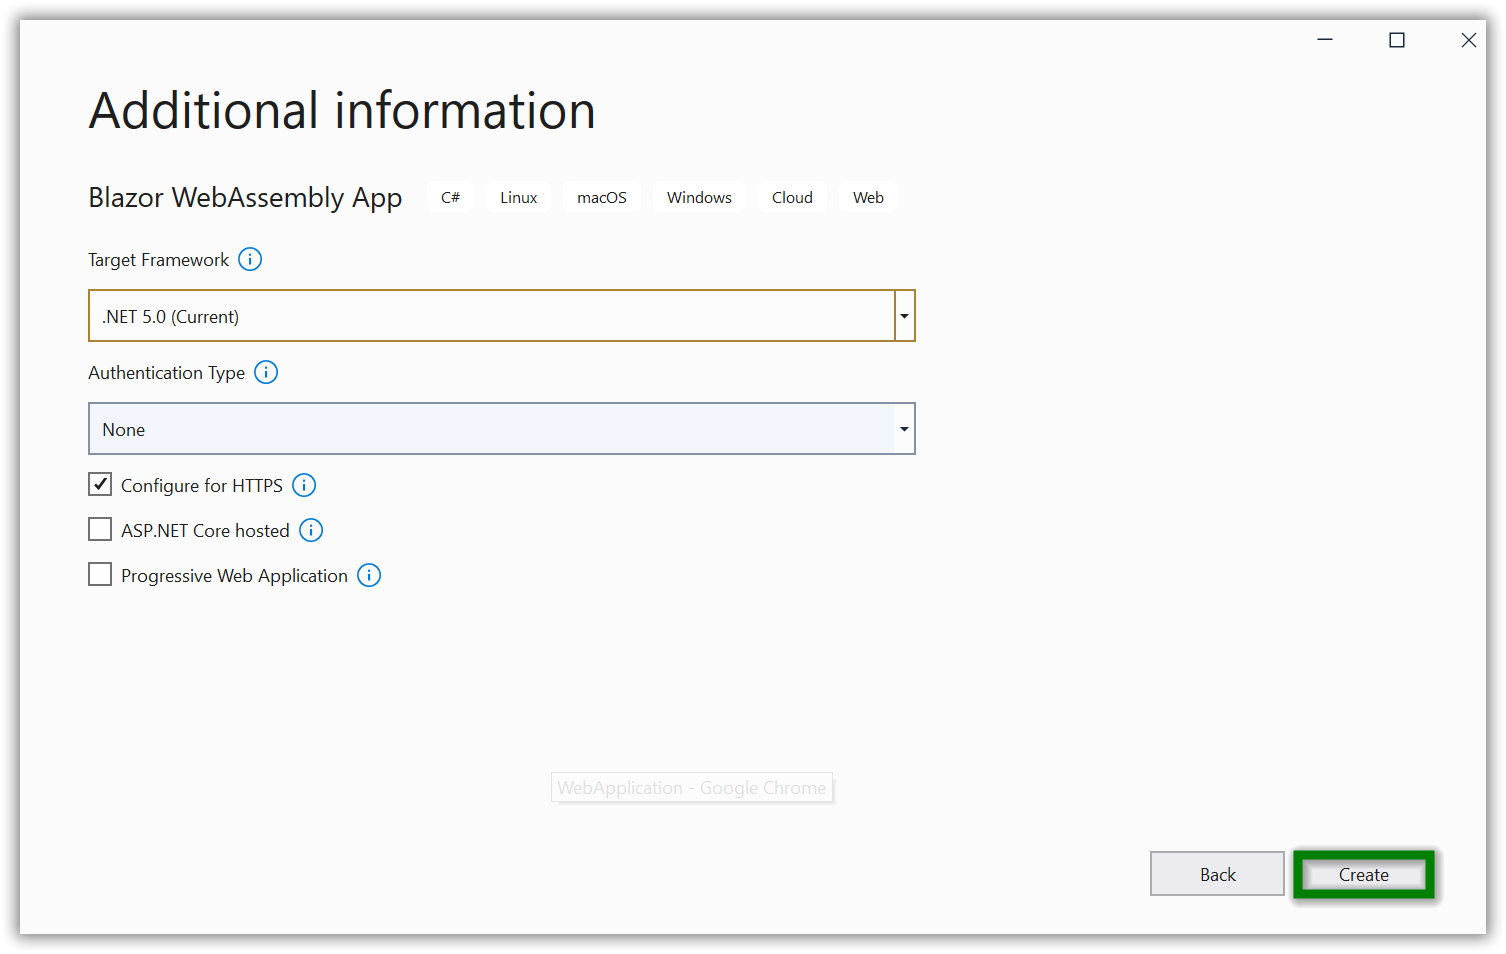 Additional information
Blazor WebAssembly App C# Linux macOS Windows Cloud Web
Target Framework
.NET 5.0 (Current)
Authentication Type
None
Configure for HTTPS
ASP.NET Core hosted
Progressive Web Application
WebApplication - Google Chrome
Back Create